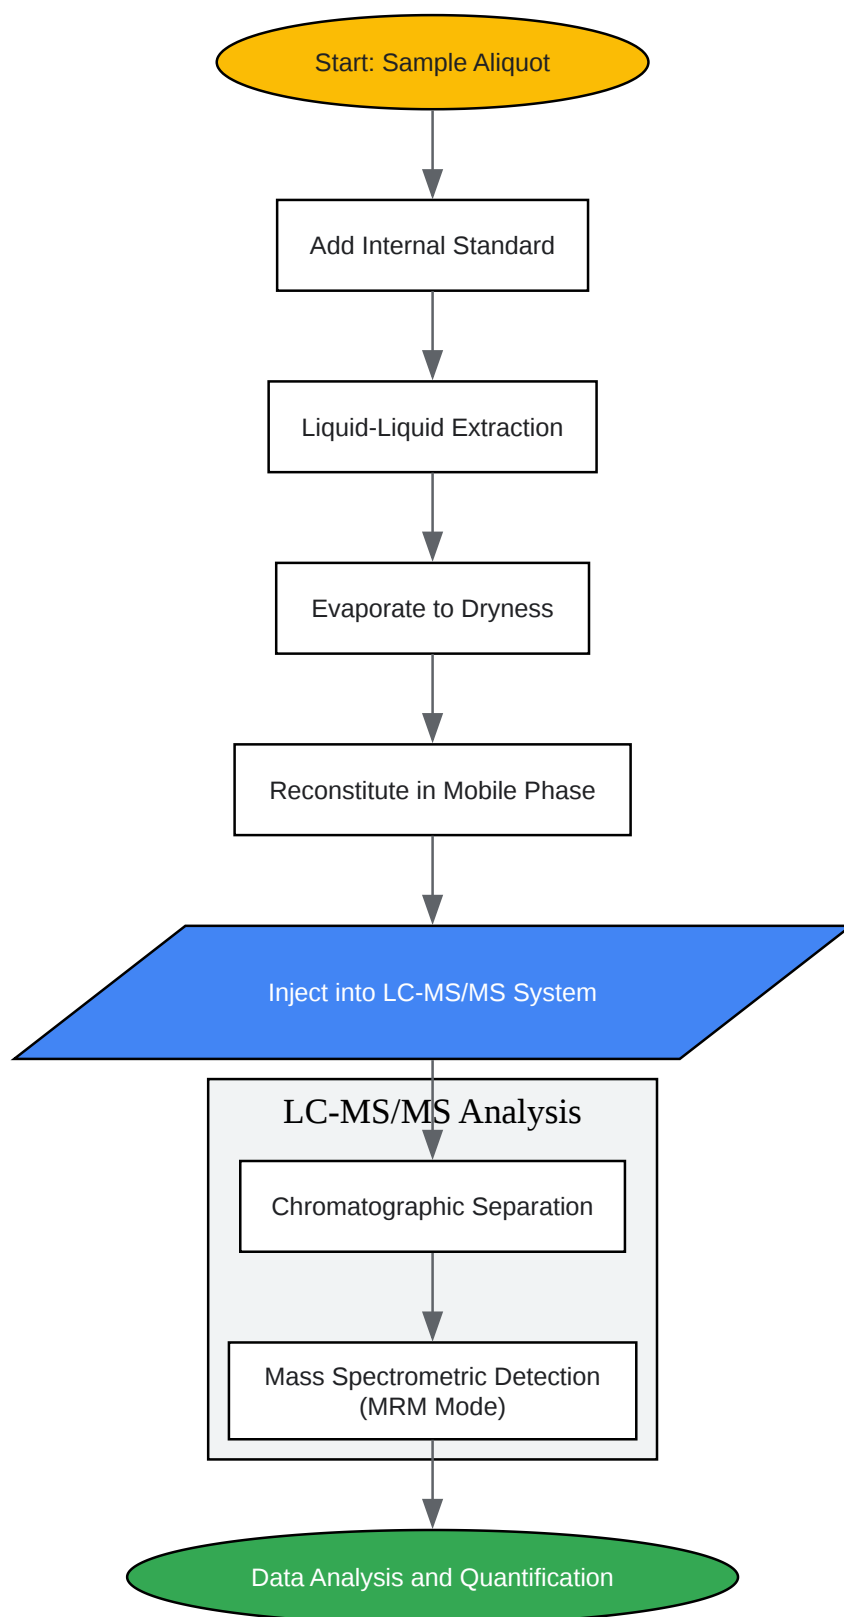 Start: Sample Aliquot
Add Internal Standard
Liquid-Liquid Extraction
Evaporate to Dryness
Reconstitute in Mobile Phase
Inject into LC-MS/MS System
LC-MS/MS Analysis
Chromatographic Separation
Mass Spectrometric Detection
(MRM Mode)
Data Analysis and Quantification